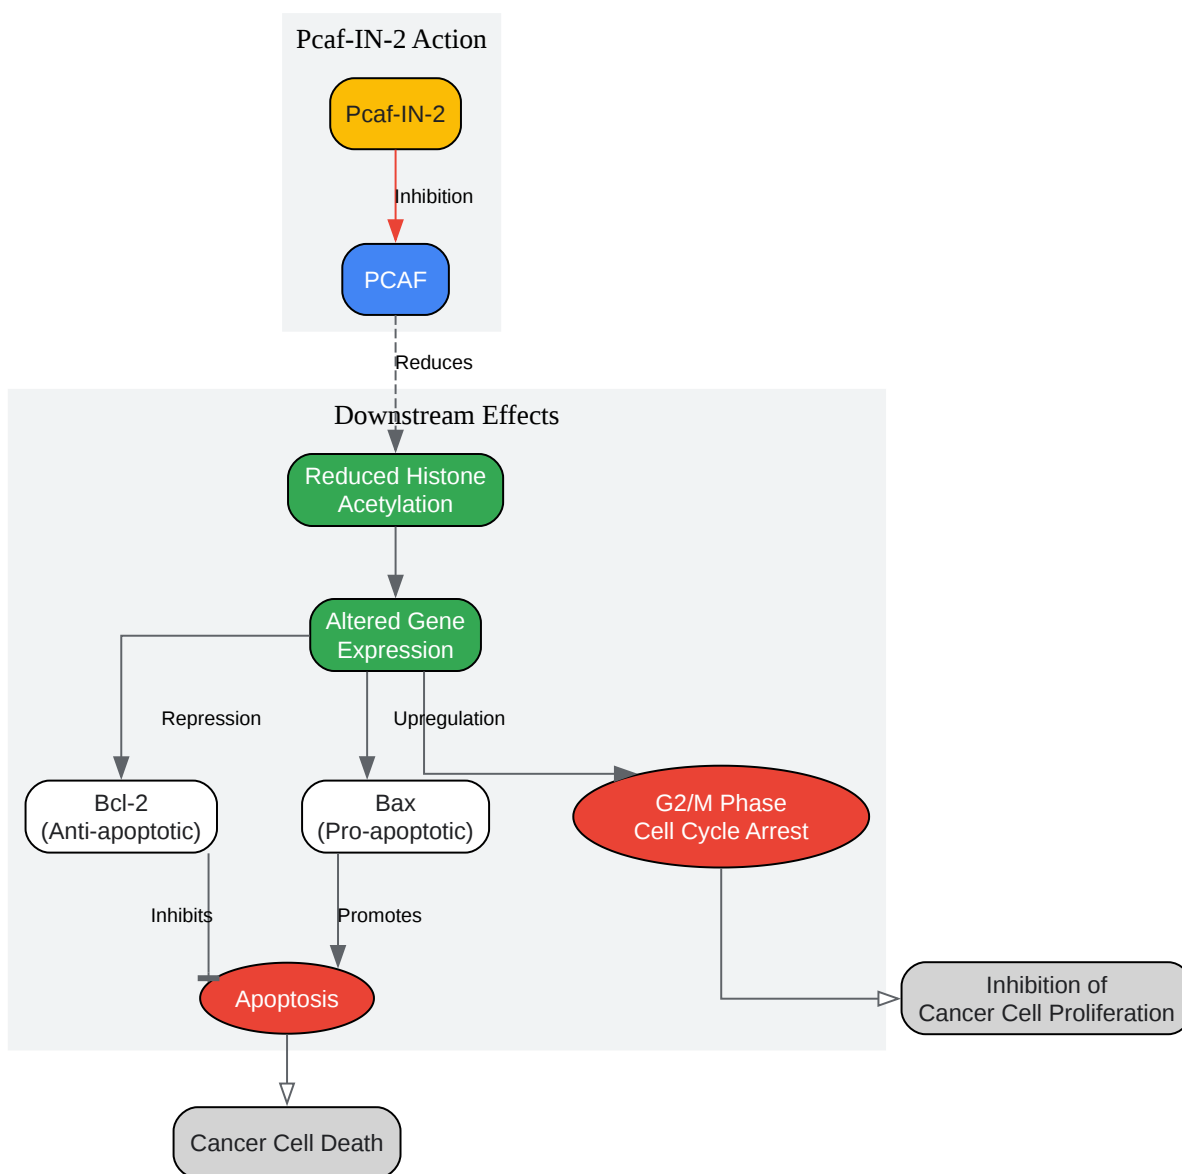 Pcaf-IN-2 Action
Pcaf-IN-2
Inhibition
PCAF
Reduces
Downstream Effects
Reduced Histone
Acetylation
Altered Gene
Expression
Repression
Upregulation
Bcl-2
(Anti-apoptotic)
Bax
(Pro-apoptotic)
G2/M Phase
Cell Cycle Arrest
Inhibits
Promotes
Apoptosis
Inhibition of
Cancer Cell Proliferation
Cancer Cell Death